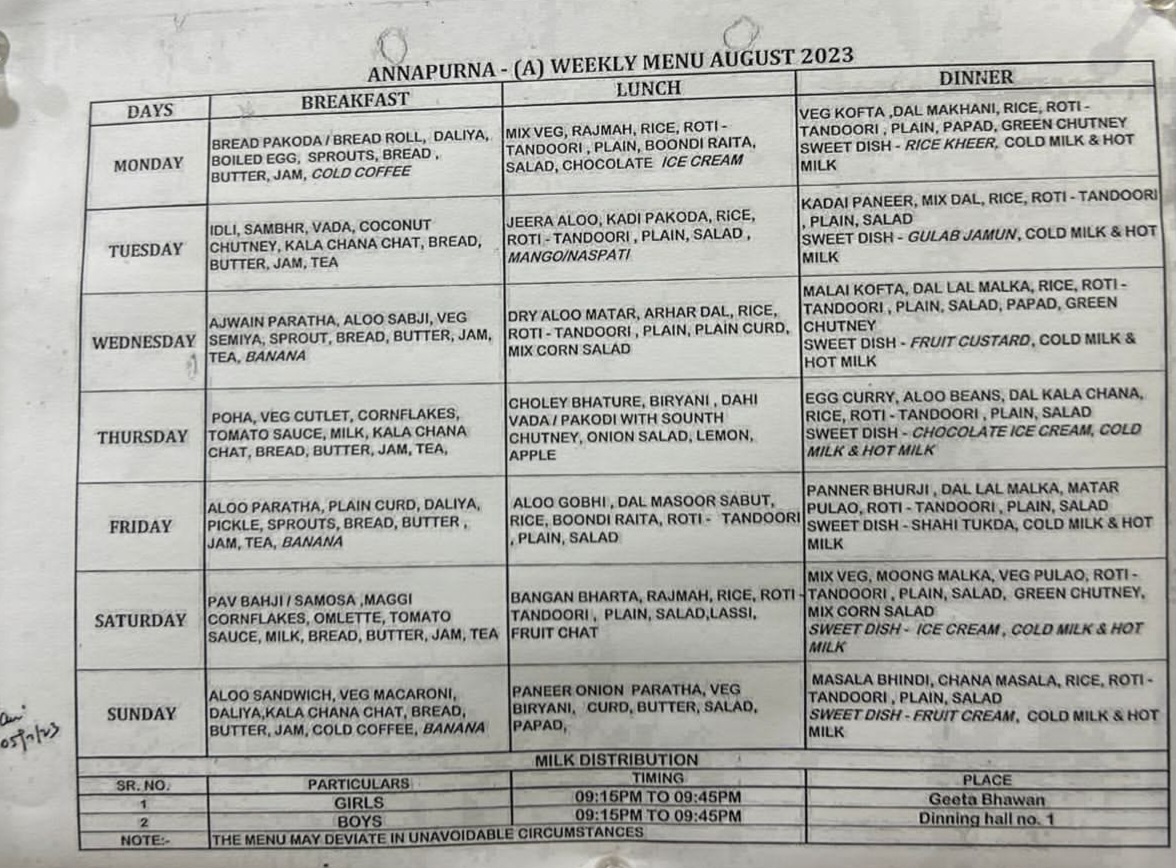 ANNAPURNA - (A) WEEKLY MENU AUGUST 2023
DAYS BREAKFAST LUNCH DINNER
MONDAY
BREAD PAKODA / BREAD ROLL, DALIYA,
BOILED EGG, SPROUTS, BREAD ,
BUTTER, JAM, COLD COFFEE
MIX VEG, RAJMAH, RICE, ROTI -
TANDOORI , PLAIN, BOONDI RAITA,
SALAD, CHOCOLATE ICE CREAM
VEG KOFTA ,DAL MAKHANI, RICE, ROTI -
TANDOORI , PLAIN, PAPAD, GREEN CHUTNEY
SWEET DISH - RICE KHEER, COLD MILK & HOT
MILK
TUESDAY
IDLI, SAMBHR, VADA, COCONUT
CHUTNEY, KALA CHANA CHAT, BREAD,
BUTTER, JAM, TEA
JEERA ALOO, KADI PAKODA, RICE,
ROTI - TANDOORI , PLAIN, SALAD ,
MANGO/NASPATI
KADAI PANEER, MIX DAL, RICE, ROTI - TANDOORI
, PLAIN, SALAD
SWEET DISH - GULAB JAMUN, COLD MILK & HOT
MILK
WEDNESDAY
AJWAIN PARATHA, ALOO SABJI, VEG
SEMIYA, SPROUT, BREAD, BUTTER, JAM,
TEA, BANANA
DRY ALOO MATAR, ARHAR DAL, RICE,
ROTI - TANDOORI , PLAIN, PLAIN CURD,
MIX CORN SALAD
MALAI KOFTA, DAL LAL MALKA, RICE, ROTI -
TANDOORI , PLAIN, SALAD, PAPAD, GREEN
CHUTNEY
SWEET DISH - FRUIT CUSTARD, COLD MILK &
HOT MILK
THURSDAY
POHA, VEG CUTLET, CORNFLAKES,
TOMATO SAUCE, MILK, KALA CHANA
CHAT, BREAD, BUTTER, JAM, TEA,
CHOLEY BHATURE, BIRYANI , DAHI
VADA / PAKODI WITH SOUNTH
CHUTNEY, ONION SALAD, LEMON,
APPLE
EGG CURRY, ALOO BEANS, DAL KALA CHANA,
RICE, ROTI - TANDOORI , PLAIN, SALAD
SWEET DISH - CHOCOLATE ICE CREAM, COLD
MILK & HOT MILK
FRIDAY
ALOO PARATHA, PLAIN CURD, DALIYA,
PICKLE, SPROUTS, BREAD, BUTTER ,
JAM, TEA, BANANA
ALOO GOBHI , DAL MASOOR SABUT,
RICE, BOONDI RAITA, ROTI - TANDOORI
, PLAIN, SALAD
PANNER BHURJI , DAL LAL MALKA, MATAR
PULAO, ROTI - TANDOORI , PLAIN, SALAD
SWEET DISH - SHAHI TUKDA, COLD MILK & HOT
MILK
SATURDAY
PAV BAHJI / SAMOSA ,MAGGI
CORNFLAKES, OMLETTE, TOMATO
SAUCE, MILK, BREAD, BUTTER, JAM, TEA
BANGAN BHARTA, RAJMAH, RICE, ROTI -
TANDOORI , PLAIN, SALAD,LASSI,
FRUIT CHAT
MIX VEG, MOONG MALKA, VEG PULAO, ROTI -
TANDOORI , PLAIN, SALAD, GREEN CHUTNEY,
MIX CORN SALAD
SWEET DISH - ICE CREAM , COLD MILK & HOT
MILK
SUNDAY
ALOO SANDWICH, VEG MACARONI,
DALIYA,KALA CHANA CHAT, BREAD,
BUTTER, JAM, COLD COFFEE, BANANA
PANEER ONION PARATHA, VEG
BIRYANI, CURD, BUTTER, SALAD,
PAPAD,
MASALA BHINDI, CHANA MASALA, RICE, ROTI -
TANDOORI , PLAIN, SALAD
SWEET DISH - FRUIT CREAM, COLD MILK & HOT
MILK
MILK DISTRIBUTION
SR. NO. PARTICULARS TIMING PLACE
1 GIRLS 09:15PM TO 09:45PM Geeta Bhawan
2 BOYS 09:15PM TO 09:45PM Dinning hall no. 1
NOTE:- THE MENU MAY DEVIATE IN UNAVOIDABLE CIRCUMSTANCES